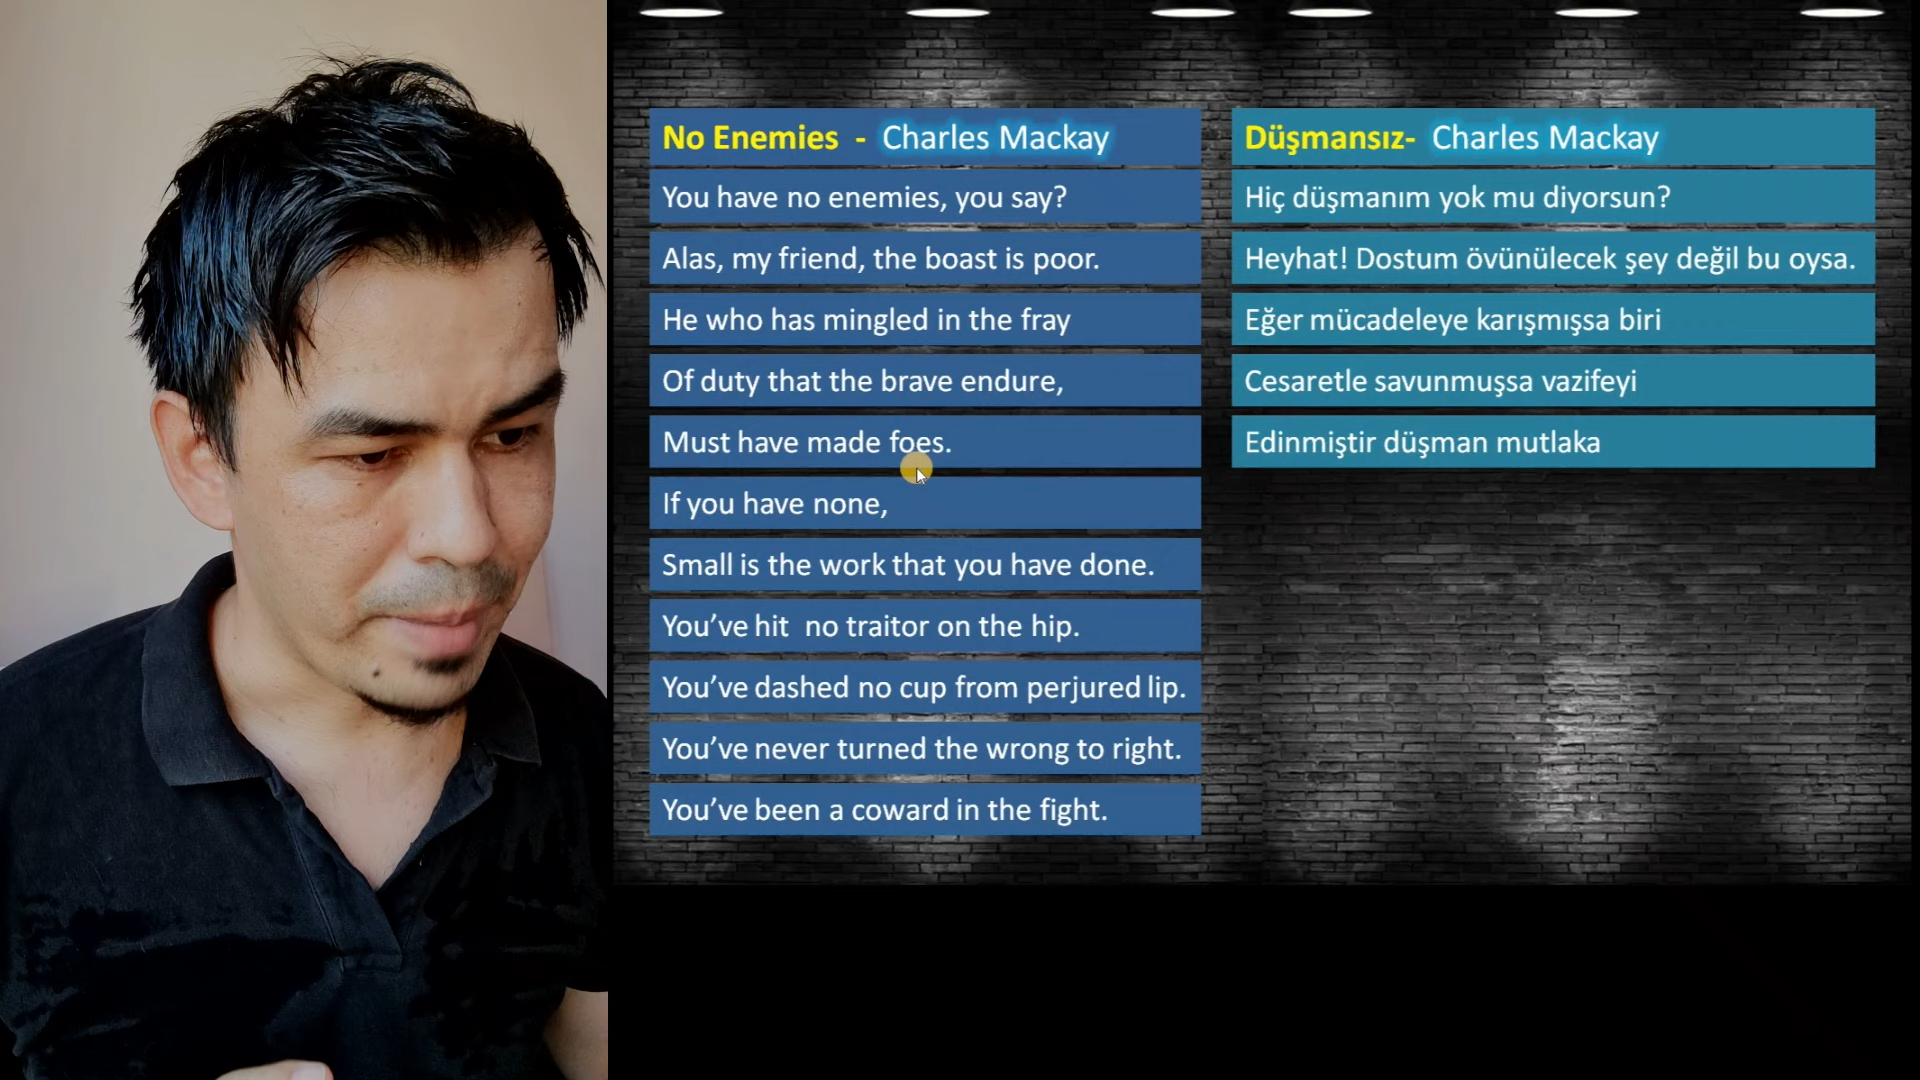 No Enemies - Charles Mackay
You have no enemies, you say?
Alas, my friend, the boast is poor.
He who has mingled in the fray
Of duty that the brave endure,
Must have made foes.
If you have none,
Small is the work that you have done.
You’ve hit no traitor on the hip.
You’ve dashed no cup from perjured lip.
You’ve never turned the wrong to right.
You’ve been a coward in the fight.
Düşmansız- Charles Mackay
Hiç düşmanım yok mu diyorsun?
Heyhat! Dostum övünülecek şey değil bu oysa.
Eğer mücadeleye karışmışsa biri
Cesaretle savunmuşsa vazifeyi
Edinmiştir düşman mutlaka